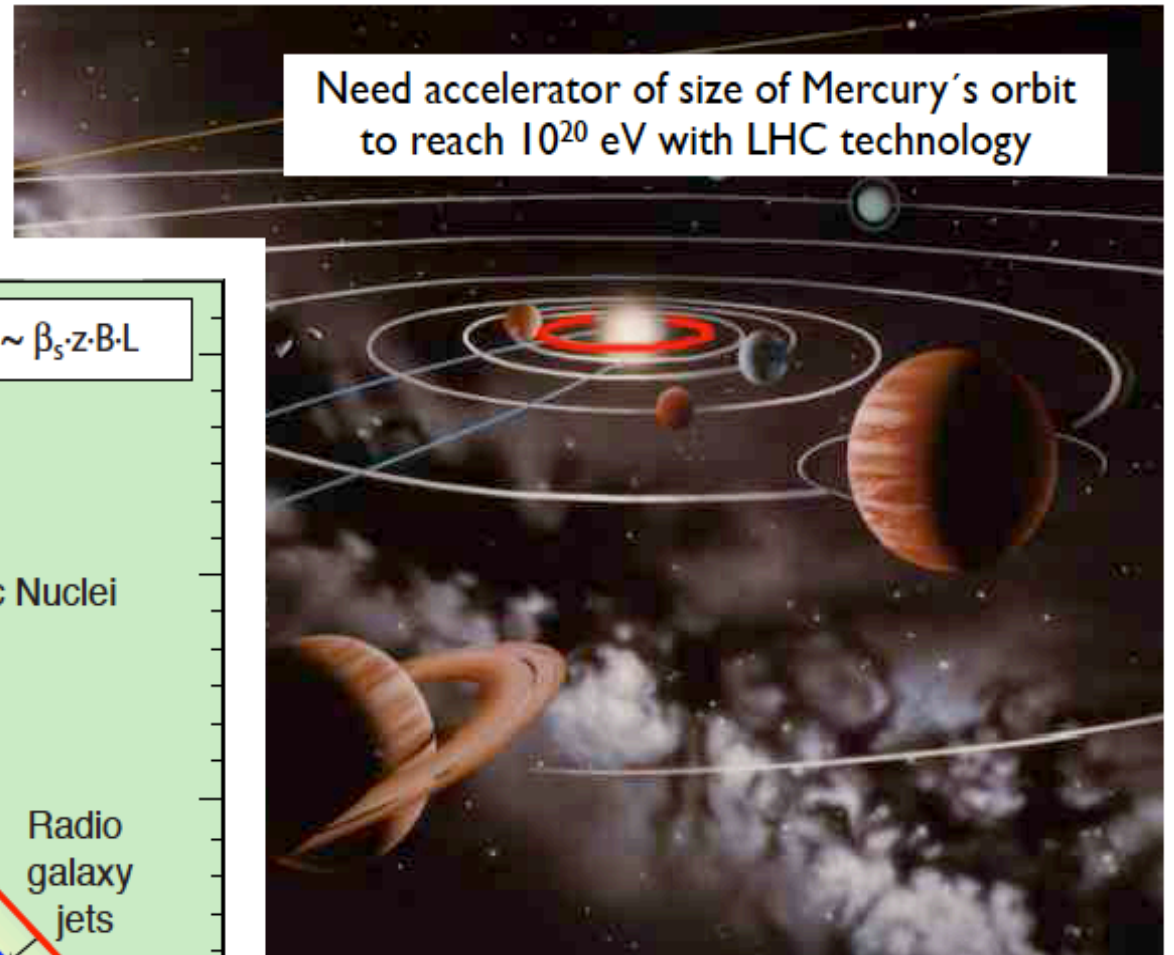 Need accelerator of size of Mercury´s orbit
to reach 10²⁰ eV with LHC technology
~ βₛ·z·B·L
c Nuclei
Radio
galaxy
jets